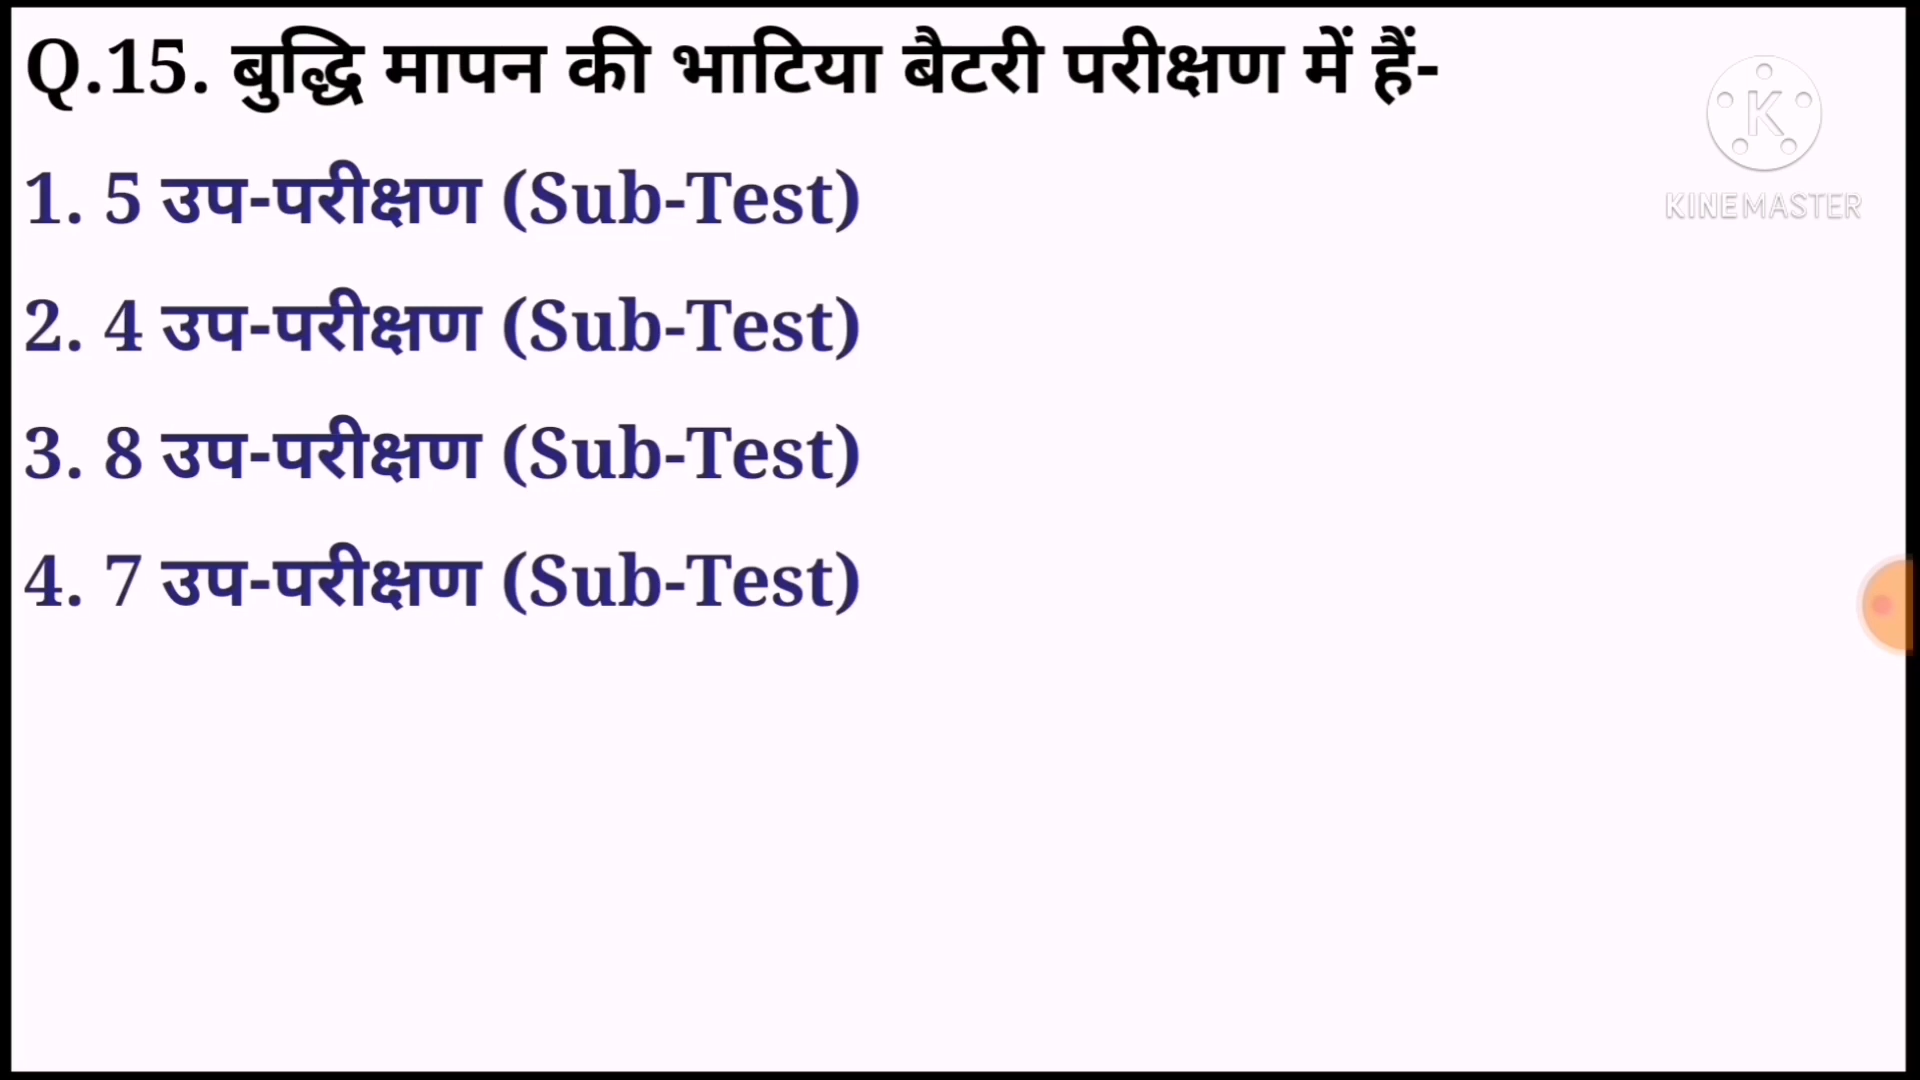 Q.15. बुद्धि मापन की भाटिया बैटरी परीक्षण में हैं-
1. 5 उप-परीक्षण (Sub-Test)
2. 4 उप-परीक्षण (Sub-Test)
3. 8 उप-परीक्षण (Sub-Test)
4. 7 उप-परीक्षण (Sub-Test)
K
KINEMASTER